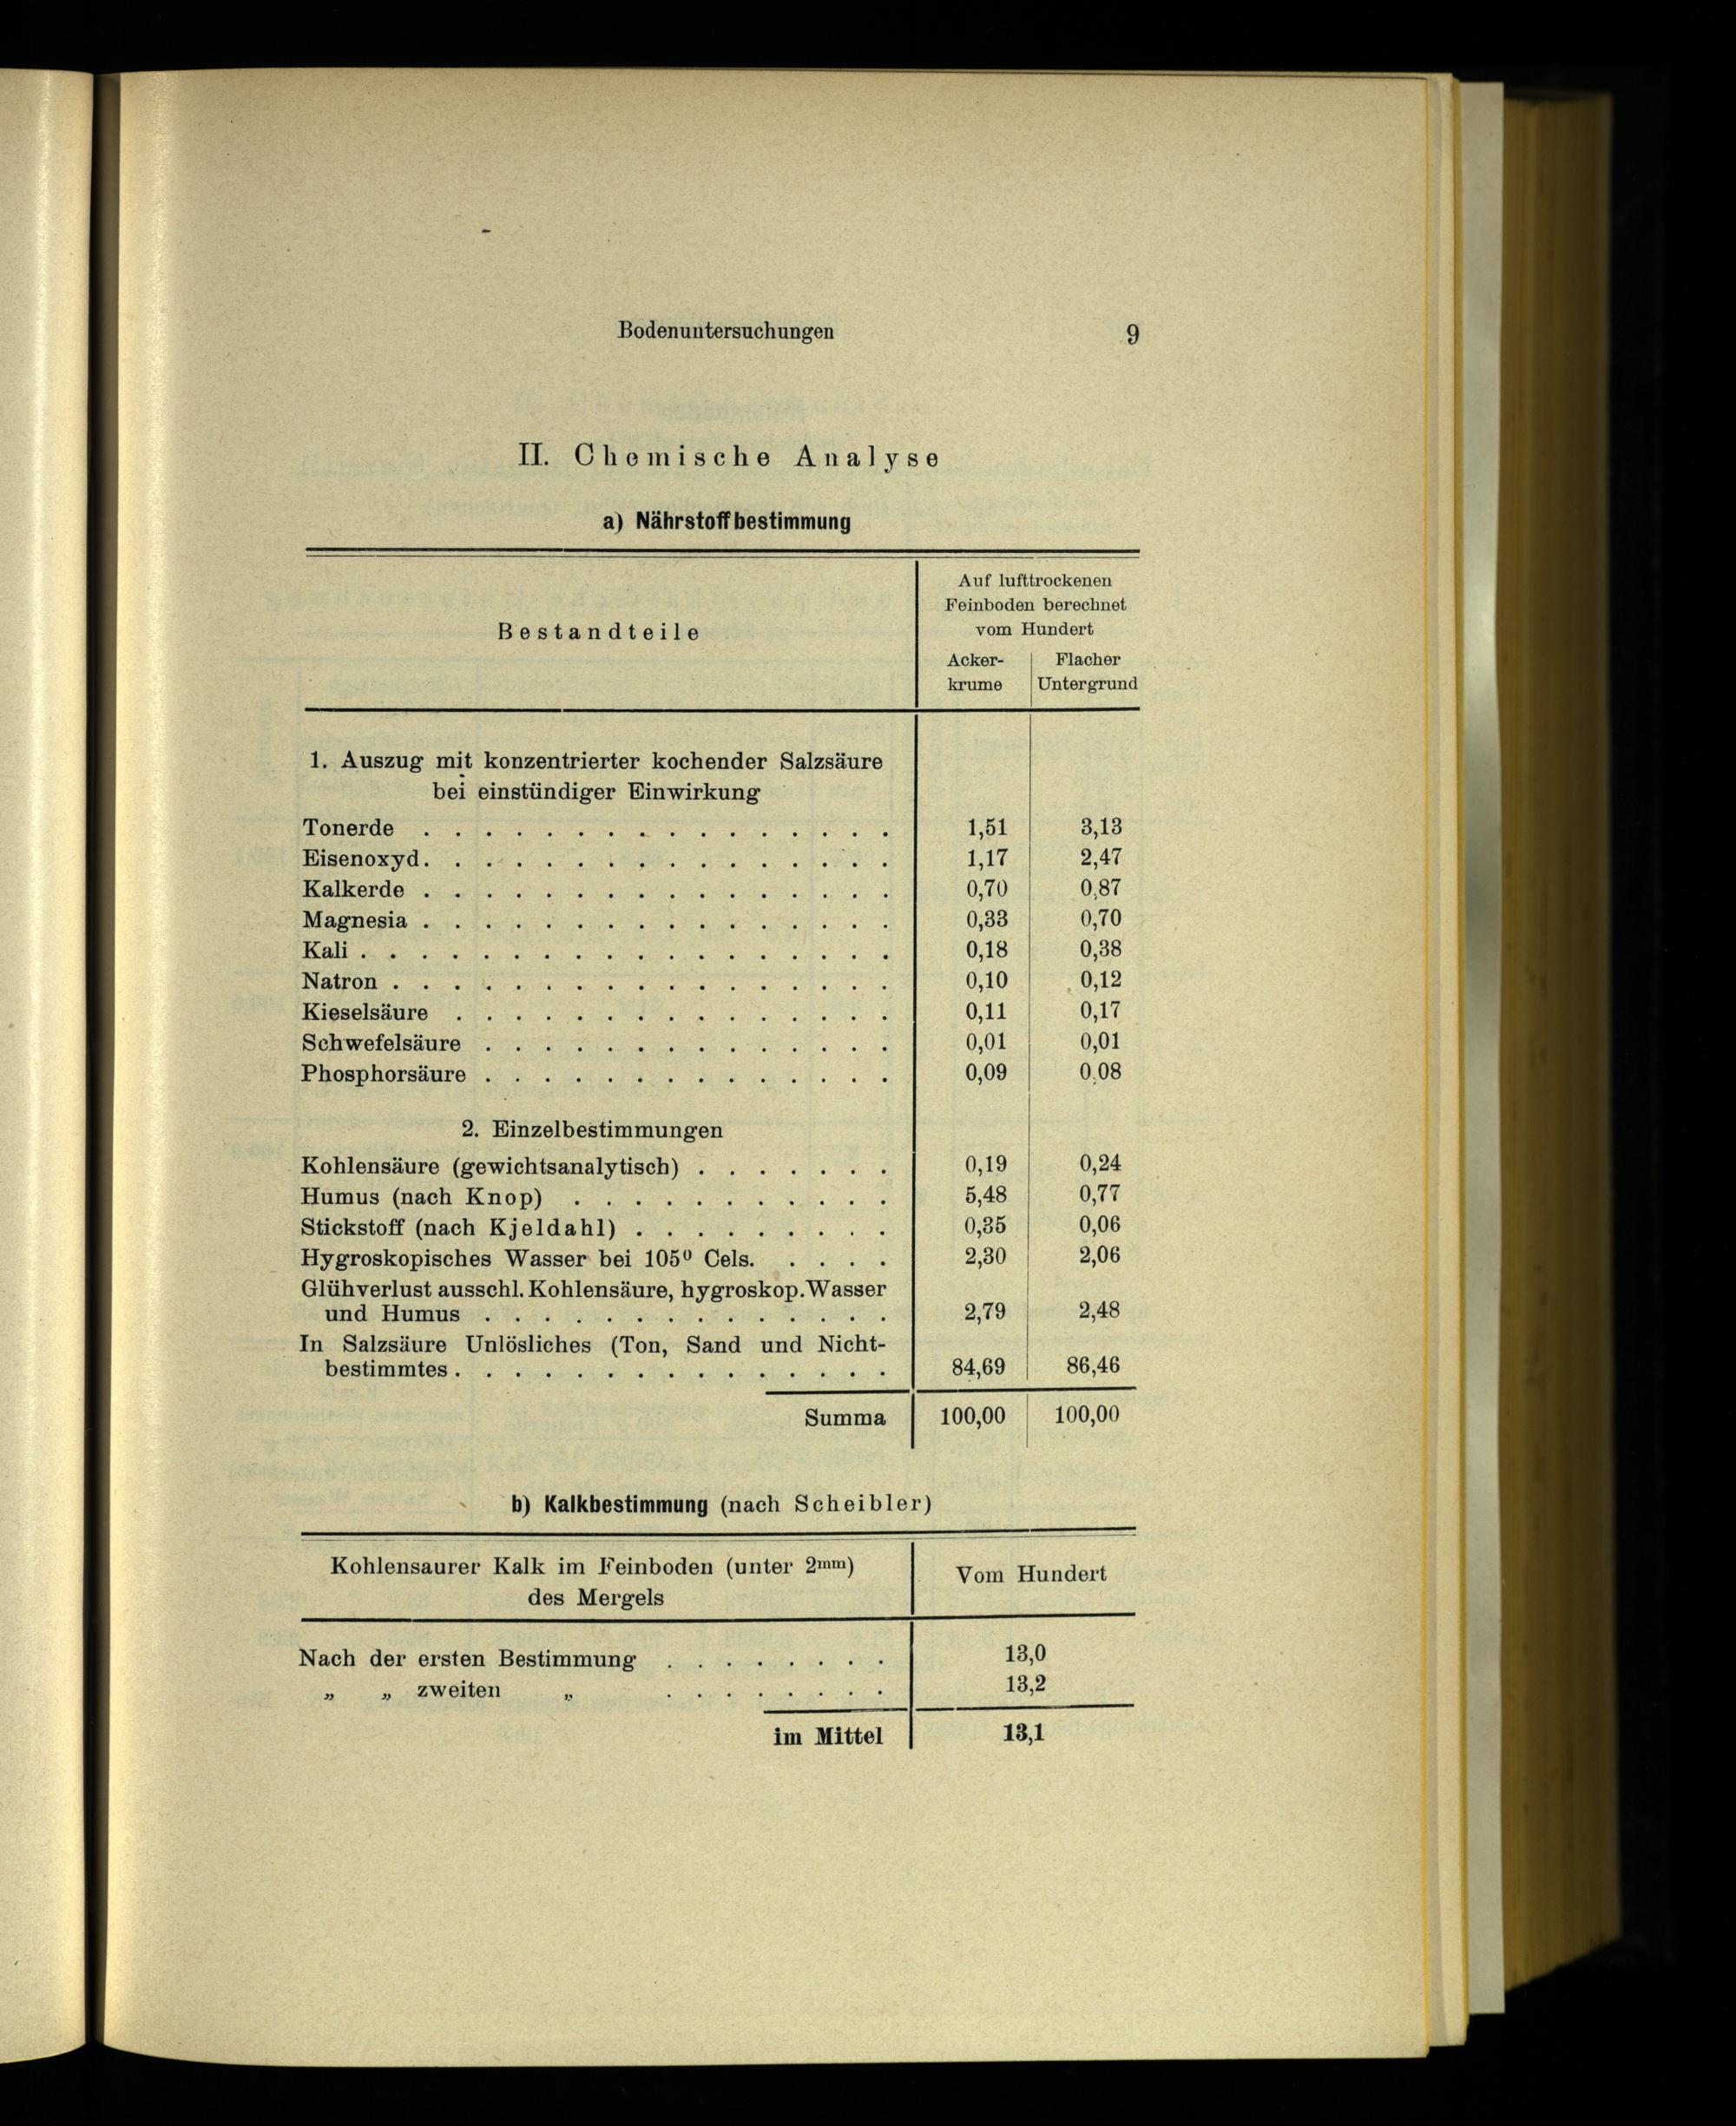 Bodenuntersuchungen 9
II. Chemische Analyse
a) Nährstoffbestimmung
Bestandteile
Auf lufttrockenen
Feinboden berechnet
vom Hundert
Acker-
krume
Flacher
Untergrund
1. Auszug mit konzentrierter kochender Salzsäure
bei einstündiger Einwirkung
Tonerde . . . . . . . . . . . . . . . . 1,51 3,13
Eisenoxyd. . . . . . . . . . . . . . . . 1,17 2,47
Kalkerde . . . . . . . . . . . . . . . . 0,70 0,87
Magnesia . . . . . . . . . . . . . . . . 0,33 0,70
Kali . . . . . . . . . . . . . . . . . . 0,18 0,38
Natron . . . . . . . . . . . . . . . . . 0,10 0,12
Kieselsäure . . . . . . . . . . . . . . . 0,11 0,17
Schwefelsäure . . . . . . . . . . . . . . 0,01 0,01
Phosphorsäure . . . . . . . . . . . . . . 0,09 0,08
2. Einzelbestimmungen
Kohlensäure (gewichtsanalytisch) . . . . . . . 0,19 0,24
Humus (nach Knop) . . . . . . . . . . . 5,48 0,77
Stickstoff (nach Kjeldahl) . . . . . . . . . 0,35 0,06
Hygroskopisches Wasser bei 105⁰ Cels. . . . . 2,30 2,06
Glühverlust ausschl. Kohlensäure, hygroskop. Wasser
und Humus . . . . . . . . . . . . . . 2,79 2,48
In Salzsäure Unlösliches (Ton, Sand und Nicht-
bestimmtes . . . . . . . . . . . . . . . 84,69 86,46
Summa 100,00 100,00
b) Kalkbestimmung (nach Scheibler)
Kohlensaurer Kalk im Feinboden (unter 2mm)
des Mergels
Vom Hundert
Nach der ersten Bestimmung . . . . . . . . 13,0
„ „ zweiten „ . . . . . . . . 13,2
im Mittel 13,1